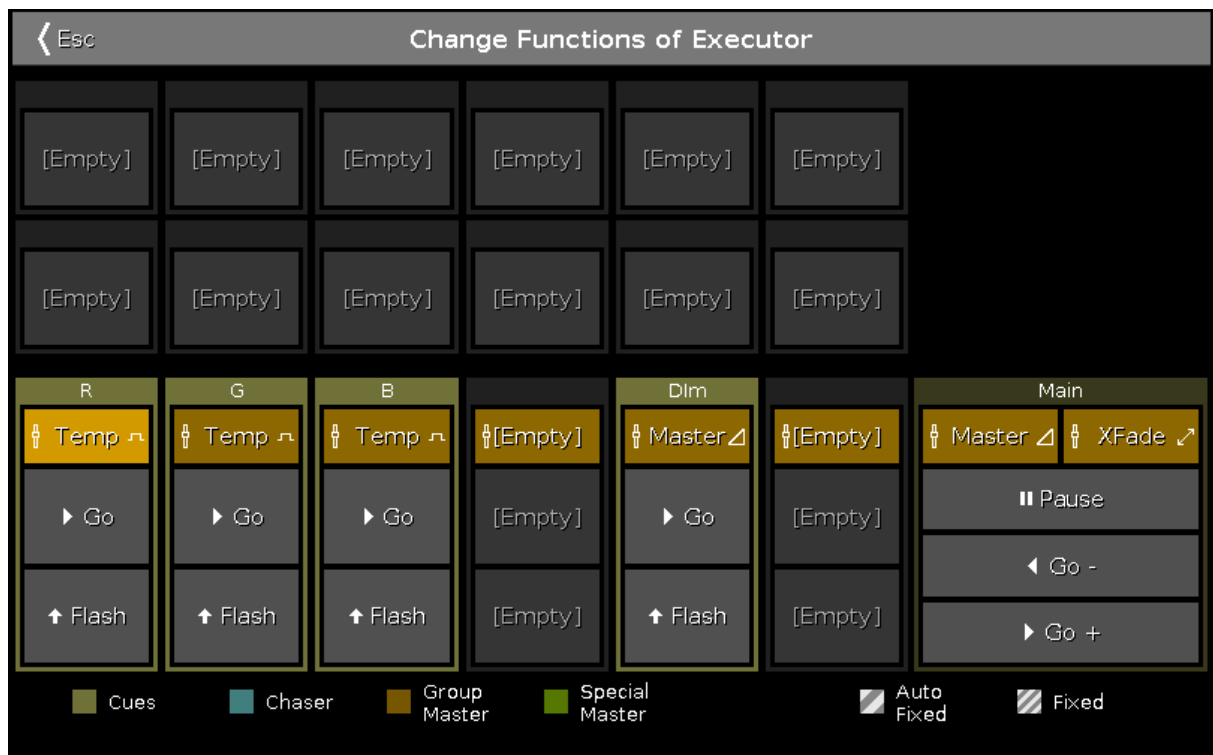 Esc
Change Functions of Executor
[Empty] [Empty] [Empty] [Empty] [Empty] [Empty]
[Empty] [Empty] [Empty] [Empty] [Empty] [Empty]
R G B DIm Main
Temp Temp Temp [Empty] Master [Empty] Master XFade
Go Go Go [Empty] Go [Empty]
Flash Flash Flash [Empty] Flash [Empty]
Pause
Go -
Go +
Cues
Chaser
Group
Master
Special
Master
Auto
Fixed
Fixed